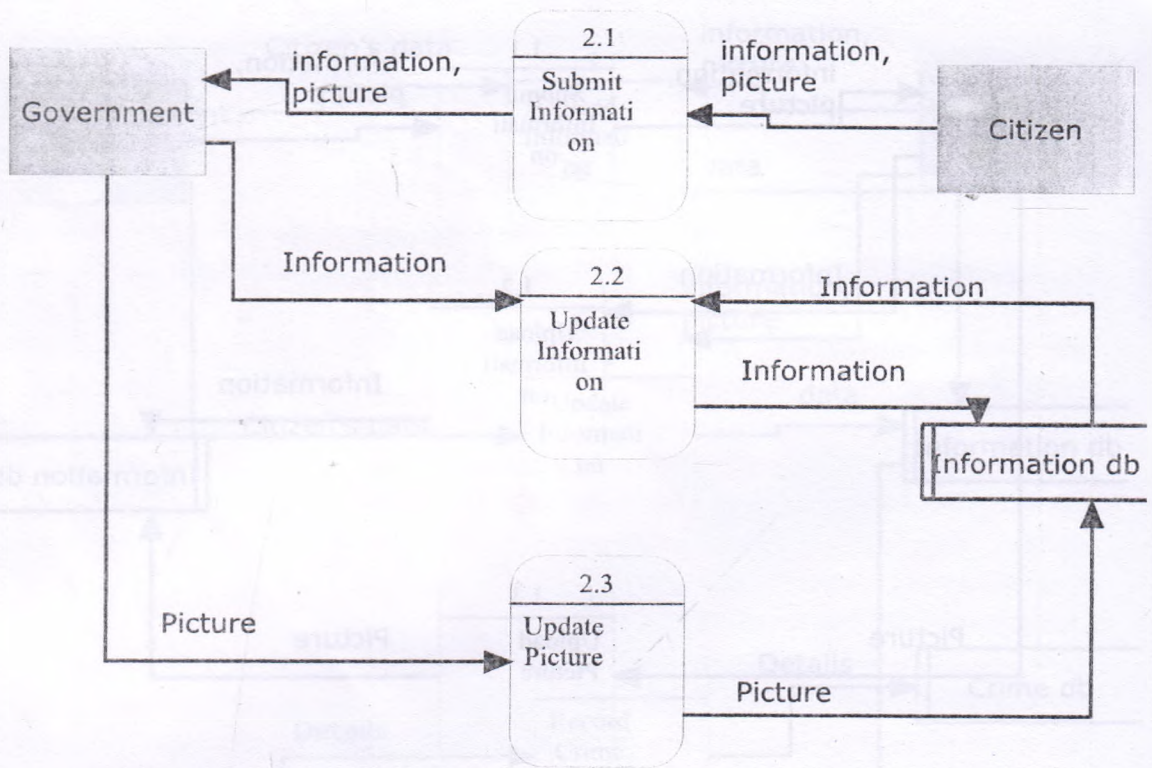 2.1
Submit
Informati
on
information,
picture
Government
information,
picture
Citizen
Information
2.2
Update
Informati
on
Information
Information
Information db
2.3
Update
Picture
Picture
Picture